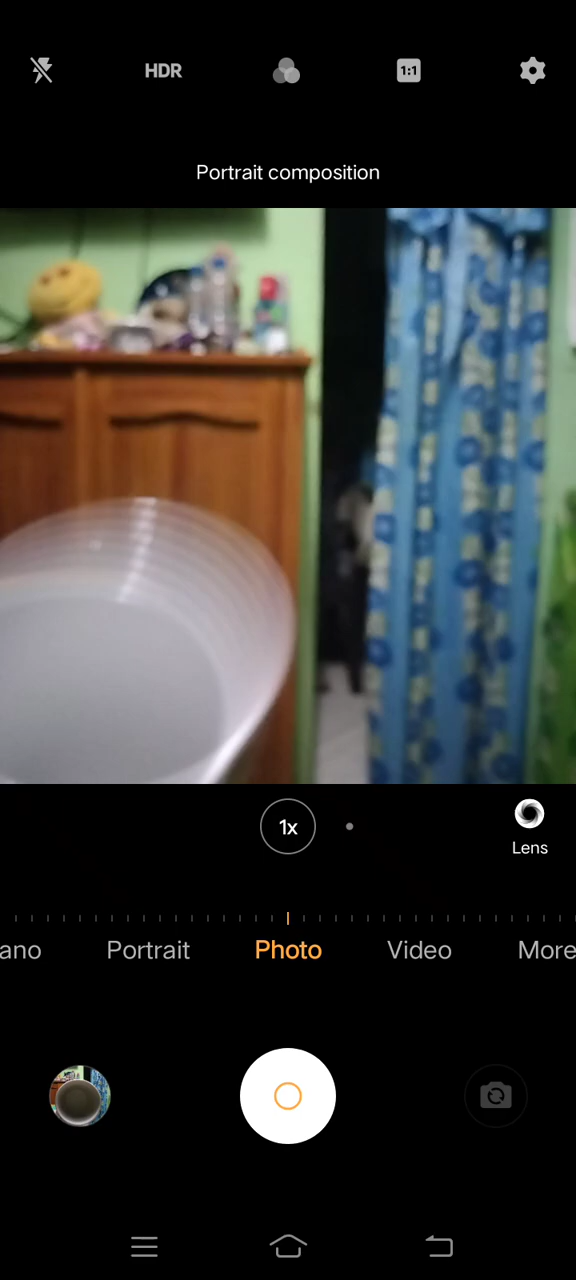 HDR
1:1
Portrait composition
1x
Lens
ano
Portrait
Photo
Video
More